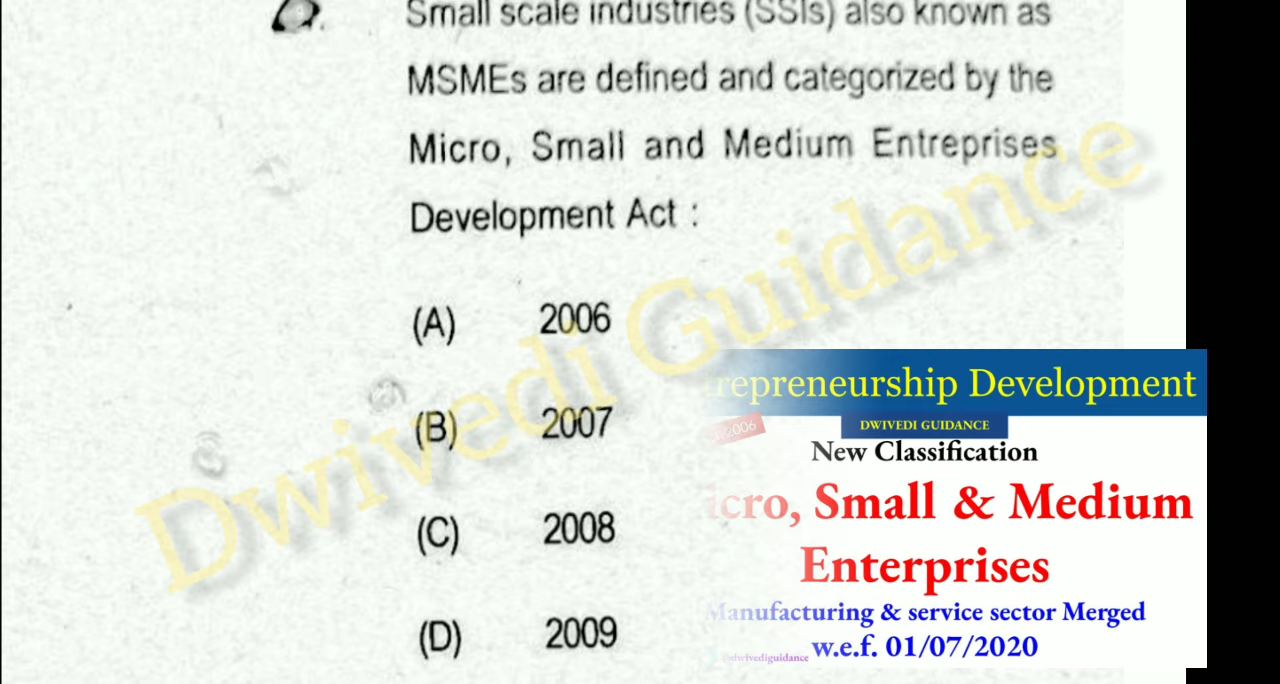 Q. Small scale industries (SSIs) also known as
MSMEs are defined and categorized by the
Micro, Small and Medium Entreprises
Development Act :
(A) 2006
(B) 2007
(C) 2008
(D) 2009
Dwivedi Guidance
repreneurship Development
DWIVEDI GUIDANCE
2006
New Classification
icro, Small & Medium
Enterprises
Manufacturing & service sector Merged
w.e.f. 01/07/2020
@dwivediguidance